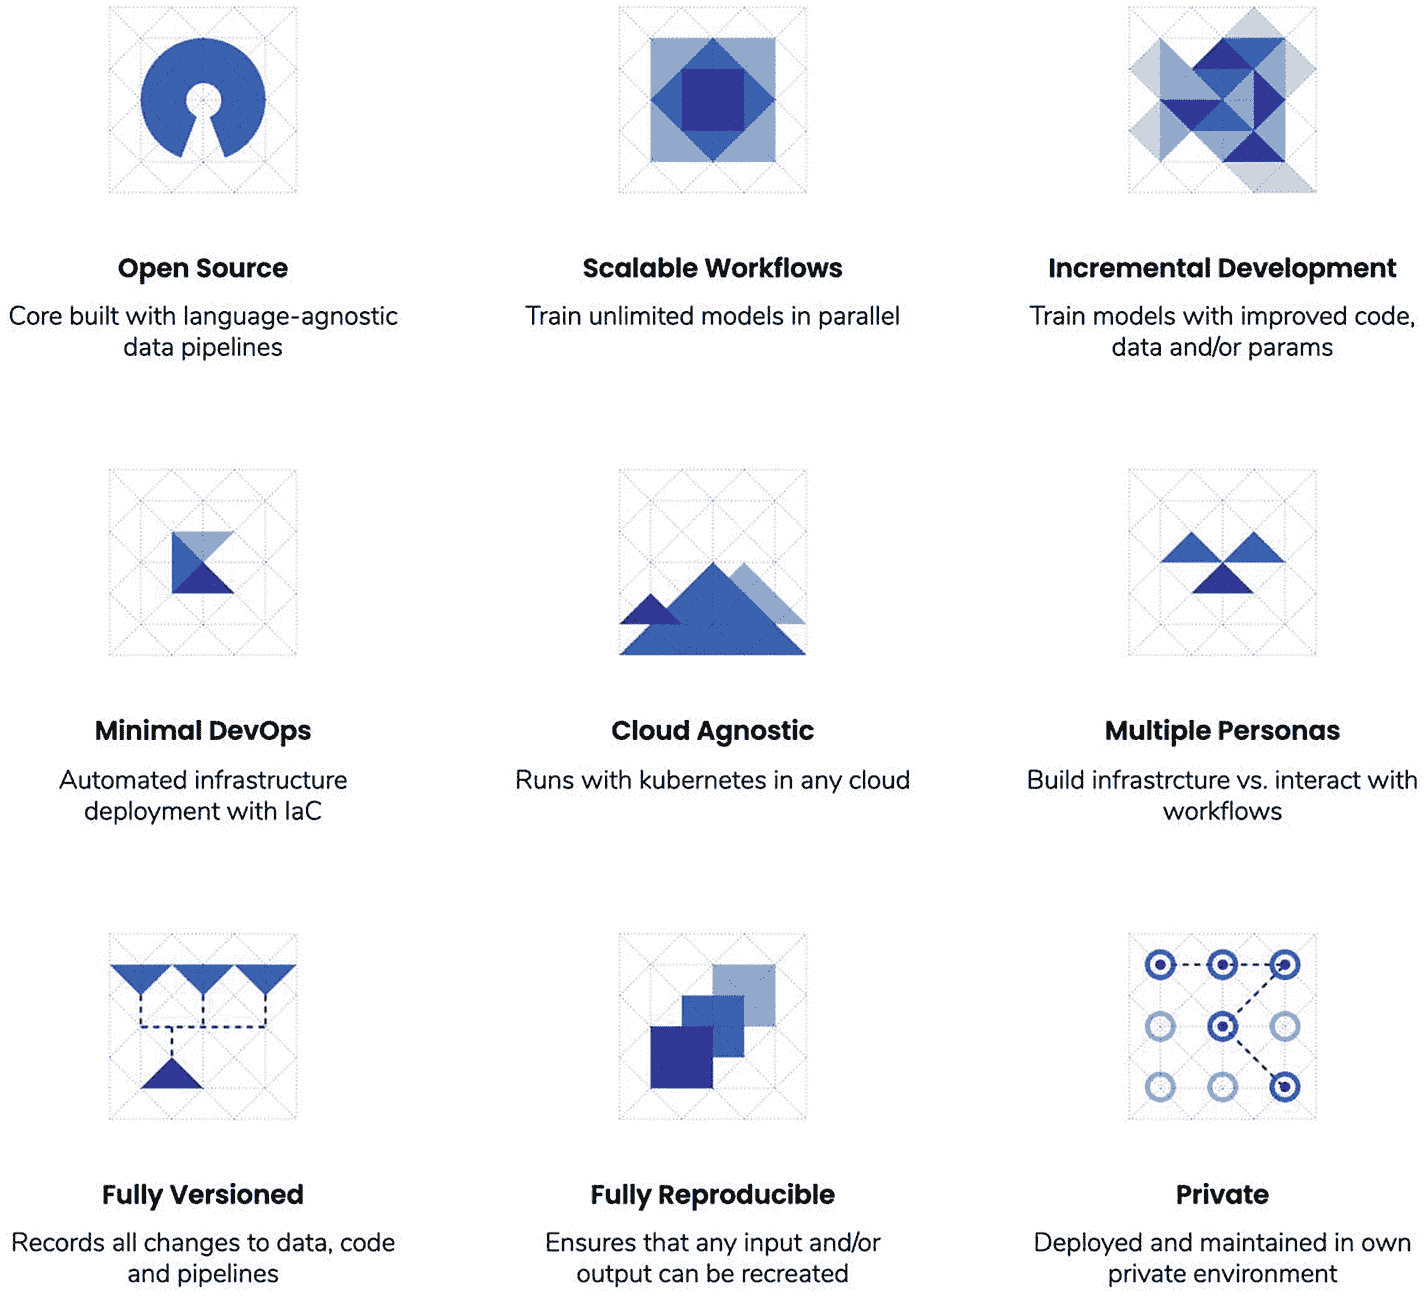 Open Source
Core built with language-agnostic
data pipelines
Scalable Workflows
Train unlimited models in parallel
Incremental Development
Train models with improved code,
data and/or params
Minimal DevOps
Automated infrastructure
deployment with IaC
Cloud Agnostic
Runs with kubernetes in any cloud
Multiple Personas
Build infrastrcture vs. interact with
workflows
Fully Versioned
Records all changes to data, code
and pipelines
Fully Reproducible
Ensures that any input and/or
output can be recreated
Private
Deployed and maintained in own
private environment